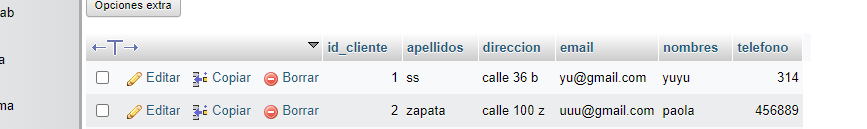 Opciones extra
ab
id_cliente apellidos direccion email nombres telefono
a
Editar Copiar Borrar 1 ss calle 36 b yu@gmail.com yuyu 314
ma
Editar Copiar Borrar 2 zapata calle 100 z uuu@gmail.com paola 456889